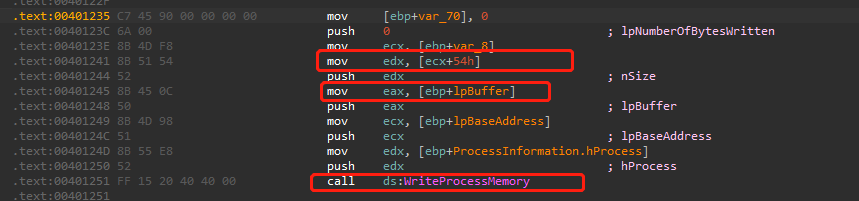 .text:00401235 C7 45 90 00 00 00 00 mov [ebp+var_70], 0
.text:0040123C 6A 00 push 0 ; lpNumberOfBytesWritten
.text:0040123E 8B 4D F8 mov ecx, [ebp+var_8]
.text:00401241 8B 51 54 mov edx, [ecx+54h]
.text:00401244 52 push edx ; nSize
.text:00401245 8B 45 0C mov eax, [ebp+lpBuffer]
.text:00401248 50 push eax ; lpBuffer
.text:00401249 8B 4D 98 mov ecx, [ebp+lpBaseAddress]
.text:0040124C 51 push ecx ; lpBaseAddress
.text:0040124D 8B 55 E8 mov edx, [ebp+ProcessInformation.hProcess]
.text:00401250 52 push edx ; hProcess
.text:00401251 FF 15 20 40 40 00 call ds:WriteProcessMemory
.text:00401251